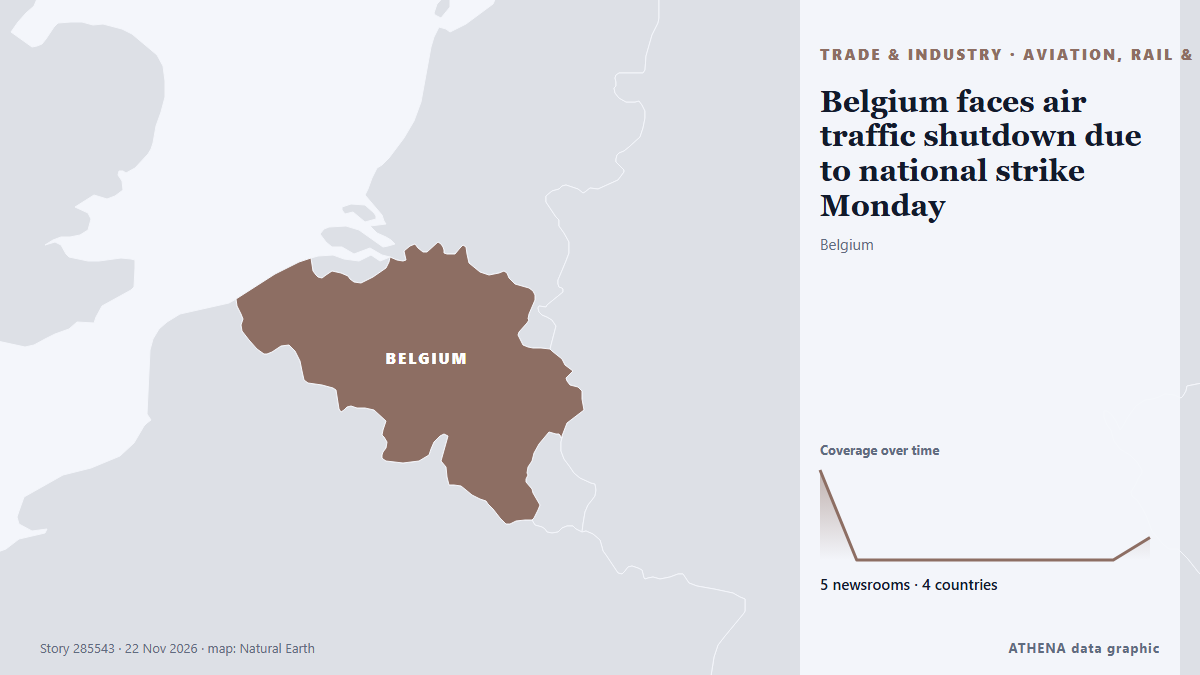 TRADE & INDUSTRY · AVIATION, RAIL &
Belgium faces air
traffic shutdown due
to national strike
Monday
Belgium
BELGIUM
Coverage over time
5 newsrooms · 4 countries
Story 285543 · 22 Nov 2026 · map: Natural Earth
ATHENA data graphic